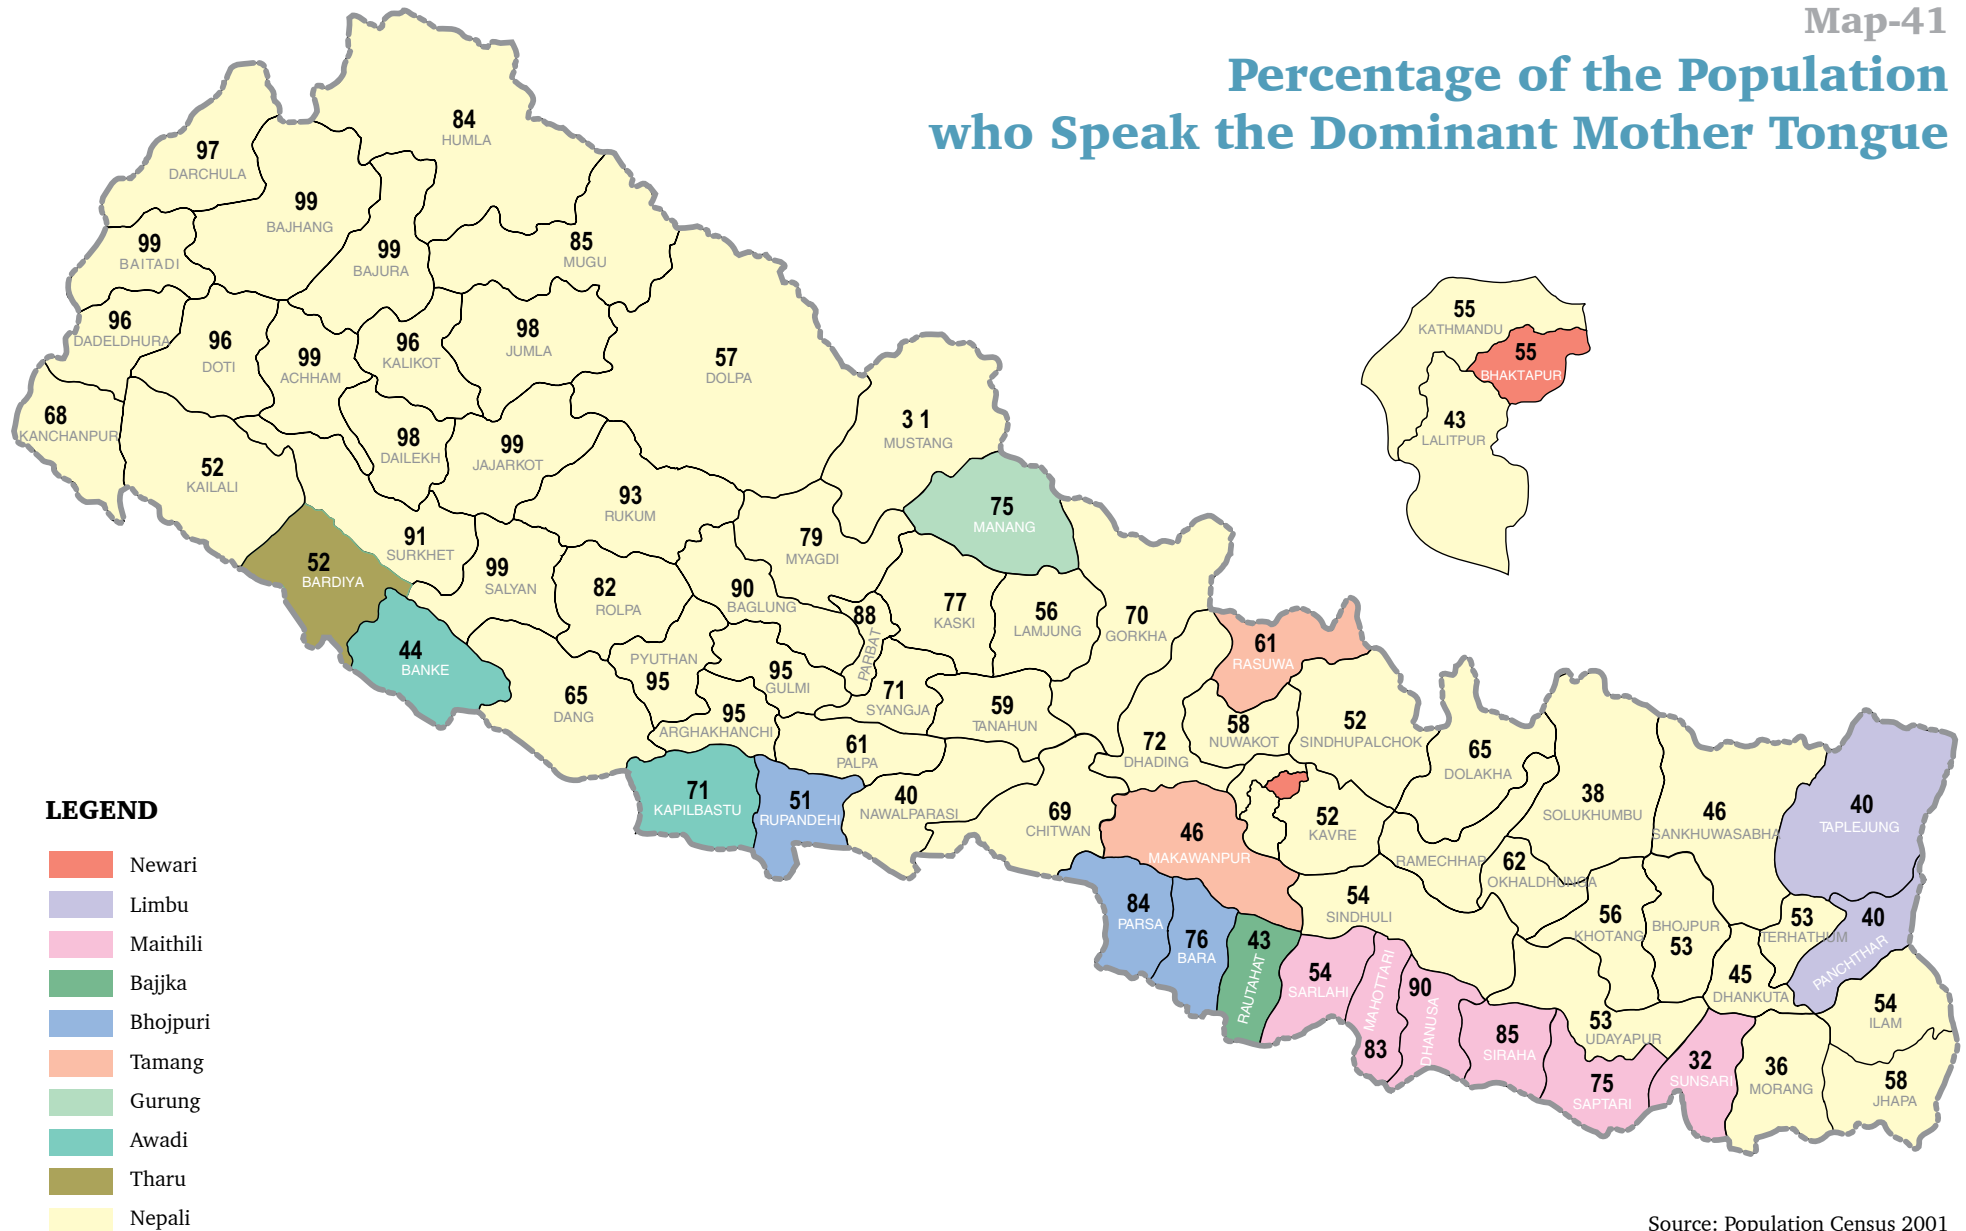 Map-41
Percentage of the Population
who Speak the Dominant Mother Tongue
84
HUMLA
97
DARCHULA
99
BAJHANG
99
BAITADI
99
BAJURA
85
MUGU
96
DADELDHURA
96
DOTI
99
ACHHAM
96
KALIKOT
98
JUMLA
57
DOLPA
68
KANCHANPUR
52
KAILALI
98
DAILEKH
99
JAJARKOT
3 1
MUSTANG
93
RUKUM
75
MANANG
91
SURKHET
79
MYAGDI
52
BARDIYA
99
SALYAN
82
ROLPA
90
BAGLUNG
88
PARBAT
77
KASKI
56
LAMJUNG
70
GORKHA
44
BANKE
65
DANG
PYUTHAN
95
95
GULMI
95
ARGHAKHANCHI
71
SYANGJA
59
TANAHUN
61
PALPA
61
RASUWA
58
NUWAKOT
52
SINDHUPALCHOK
72
DHADING
65
DOLAKHA
71
KAPILBASTU
51
RUPANDEHI
40
NAWALPARASI
69
CHITWAN
46
MAKAWANPUR
52
KAVRE
RAMECHHAP
38
SOLUKHUMBU
46
SANKHUWASABHA
40
TAPLEJUNG
62
OKHALDHUNGA
54
SINDHULI
56
KHOTANG
BHOJPUR
53
53
TERHATHUM
40
PANCHTHAR
84
PARSA
76
BARA
43
RAUTAHAT
54
SARLAHI
MAHOTTARI
83
90
DHANUSA
85
SIRAHA
53
UDAYAPUR
45
DHANKUTA
54
ILAM
75
SAPTARI
32
SUNSARI
36
MORANG
58
JHAPA
55
KATHMANDU
55
BHAKTAPUR
43
LALITPUR
LEGEND
Newari
Limbu
Maithili
Bajjka
Bhojpuri
Tamang
Gurung
Awadi
Tharu
Nepali
Source: Population Census 2001